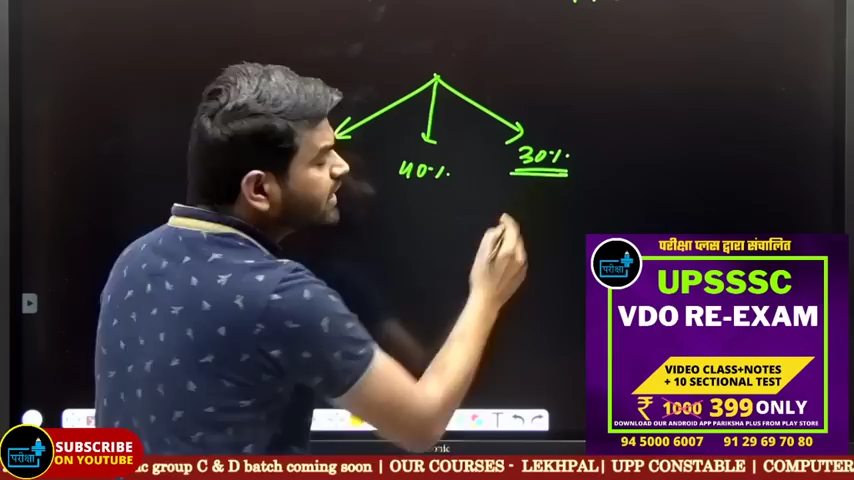 40%.
30%.
परीक्षा प्लस द्वारा संचालित
परीक्षा
UPSSSC
VDO RE-EXAM
VIDEO CLASS+NOTES
+ 10 SECTIONAL TEST
₹ 1000 399 ONLY
DOWNLOAD OUR ANDROID APP PARIKSHA PLUS FROM PLAY STORE
94 5000 6007 91 29 69 70 80
T
परीक्षा
SUBSCRIBE
ON YOUTUBE
group C & D batch coming soon | OUR COURSES - LEKHPAL| UPP CONSTABLE | COMPUTER